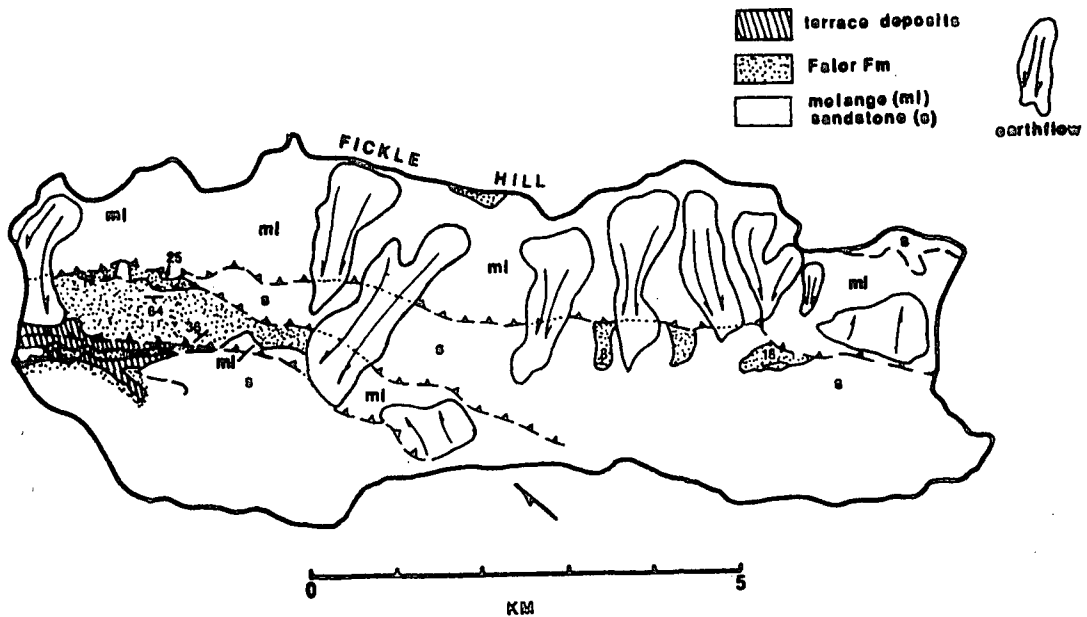 terrace deposits
Falor Fm
melange (ml)
sandstone (s)
earthflow
FICKLE
HILL
ml
ml
ml
ml
s
25
s
64
38
ml
s
s
8
18
s
ml
0
5
KM